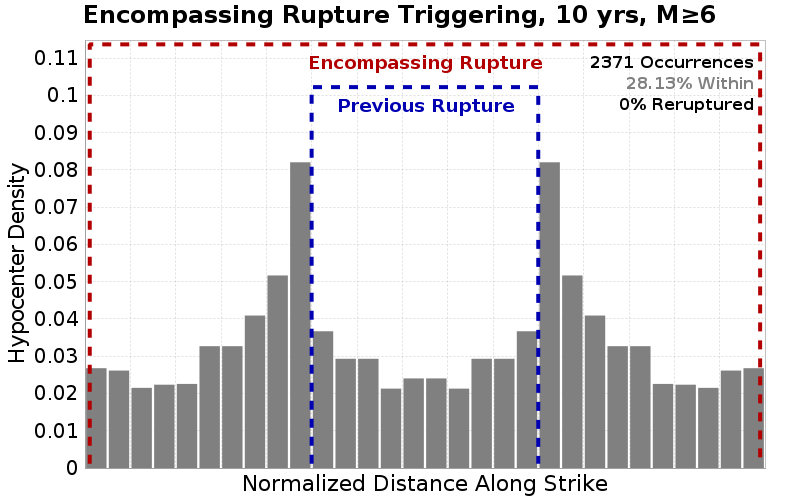 Encompassing Rupture Triggering, 10 yrs, M≥6
Encompassing Rupture
Previous Rupture
2371 Occurrences
28.13% Within
0% Reruptured
Hypocenter Density
0.11
0.1
0.09
0.08
0.07
0.06
0.05
0.04
0.03
0.02
0.01
0
Normalized Distance Along Strike